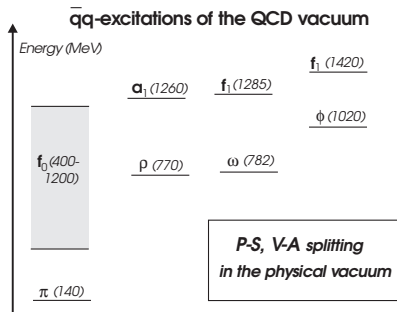 q̄q-excitations of the QCD vacuum
Energy (MeV)
f₁ (1420)
a₁ (1260)
f₁ (1285)
ϕ (1020)
f₀ (400-
1200)
ρ (770)
ω (782)
P-S, V-A splitting
in the physical vacuum
π (140)